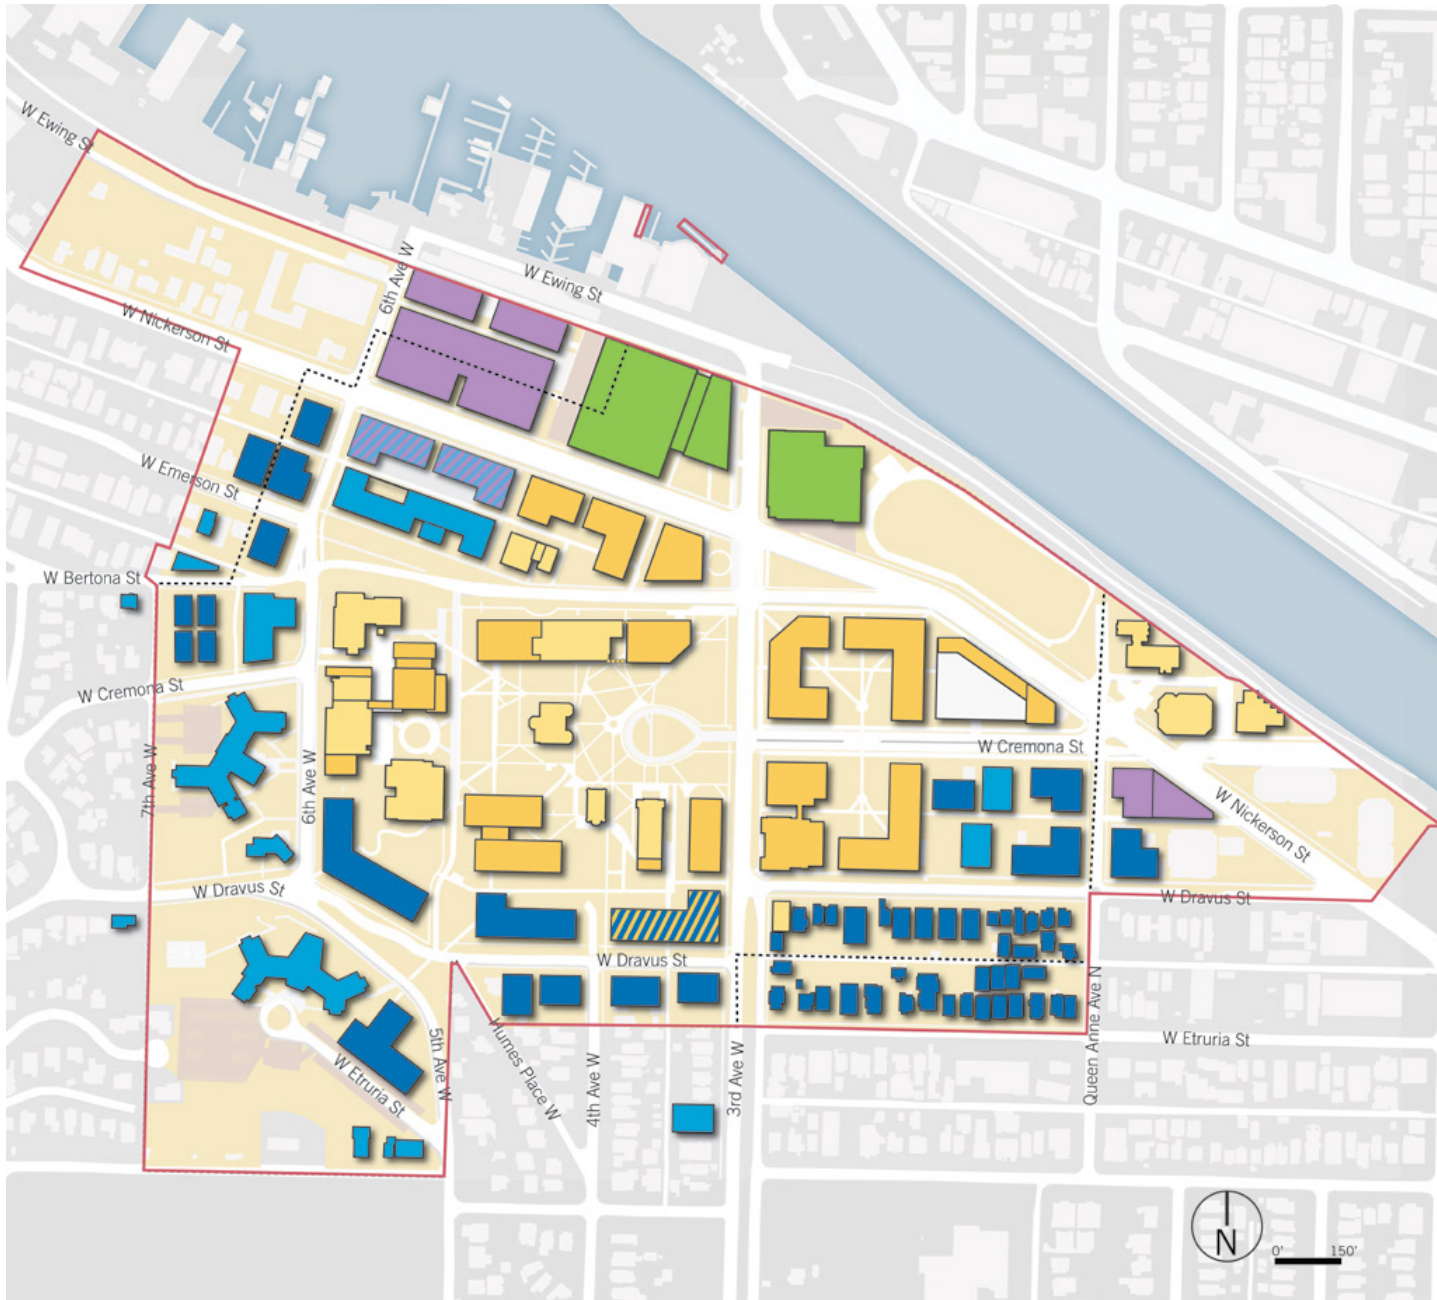 W Ewing St
6th Ave W
W Ewing St
W Nickerson St
W Emerson St
W Bertona St
W Cremona St
W Cremona St
7th Ave W
6th Ave W
W Nickerson St
W Dravus St
W Dravus St
W Dravus St
Queen Anne Ave N
5th Ave W
Humes Place W
W Etruria St
W Etruria St
4th Ave W
3rd Ave W
N
0' 150'